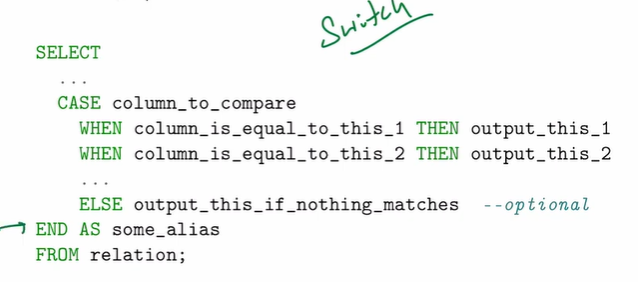 Switch
SELECT
...
CASE column_to_compare
WHEN column_is_equal_to_this_1 THEN output_this_1
WHEN column_is_equal_to_this_2 THEN output_this_2
...
ELSE output_this_if_nothing_matches --optional
END AS some_alias
FROM relation;